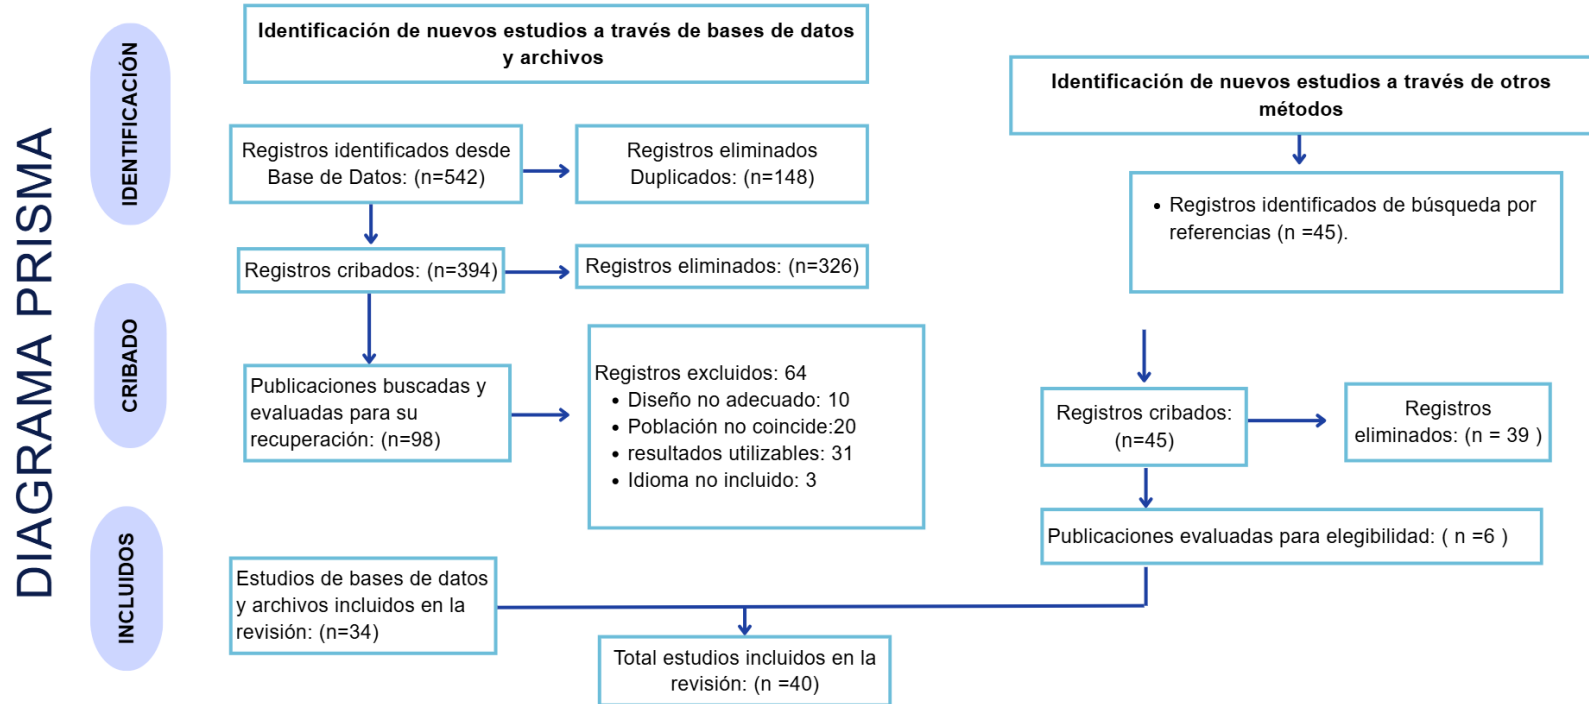 DIAGRAMA PRISMA
IDENTIFICACIÓN
Identificación de nuevos estudios a través de bases de datos
y archivos
Registros identificados desde
Base de Datos: (n=542)
Registros eliminados
Duplicados: (n=148)
Identificación de nuevos estudios a través de otros
métodos
• Registros identificados de búsqueda por
referencias (n =45).
CRIBADO
Registros cribados: (n=394)
Registros eliminados: (n=326)
Publicaciones buscadas y
evaluadas para su
recuperación: (n=98)
Registros excluidos: 64
• Diseño no adecuado: 10
• Población no coincide:20
• resultados utilizables: 31
• Idioma no incluido: 3
Registros cribados:
(n=45)
Registros
eliminados: (n = 39 )
Publicaciones evaluadas para elegibilidad: ( n =6 )
INCLUIDOS
Estudios de bases de datos
y archivos incluidos en la
revisión: (n=34)
Total estudios incluidos en la
revisión: (n =40)